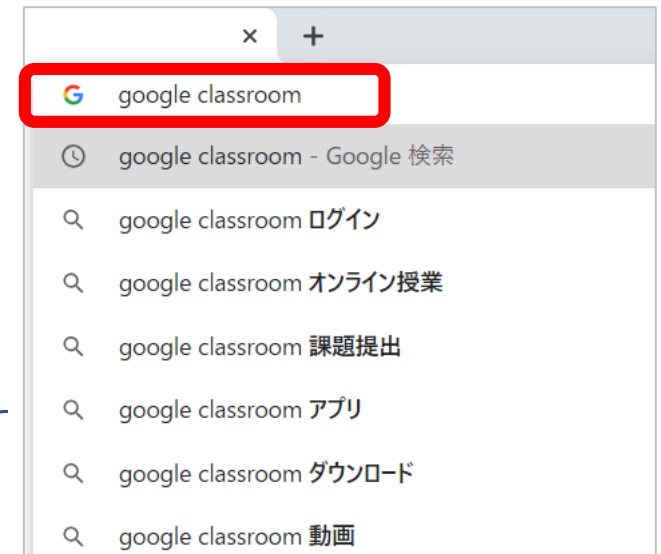 google classroom
google classroom - Google 検索
google classroom ログイン
google classroom オンライン授業
google classroom 課題提出
google classroom アプリ
google classroom ダウンロード
google classroom 動画